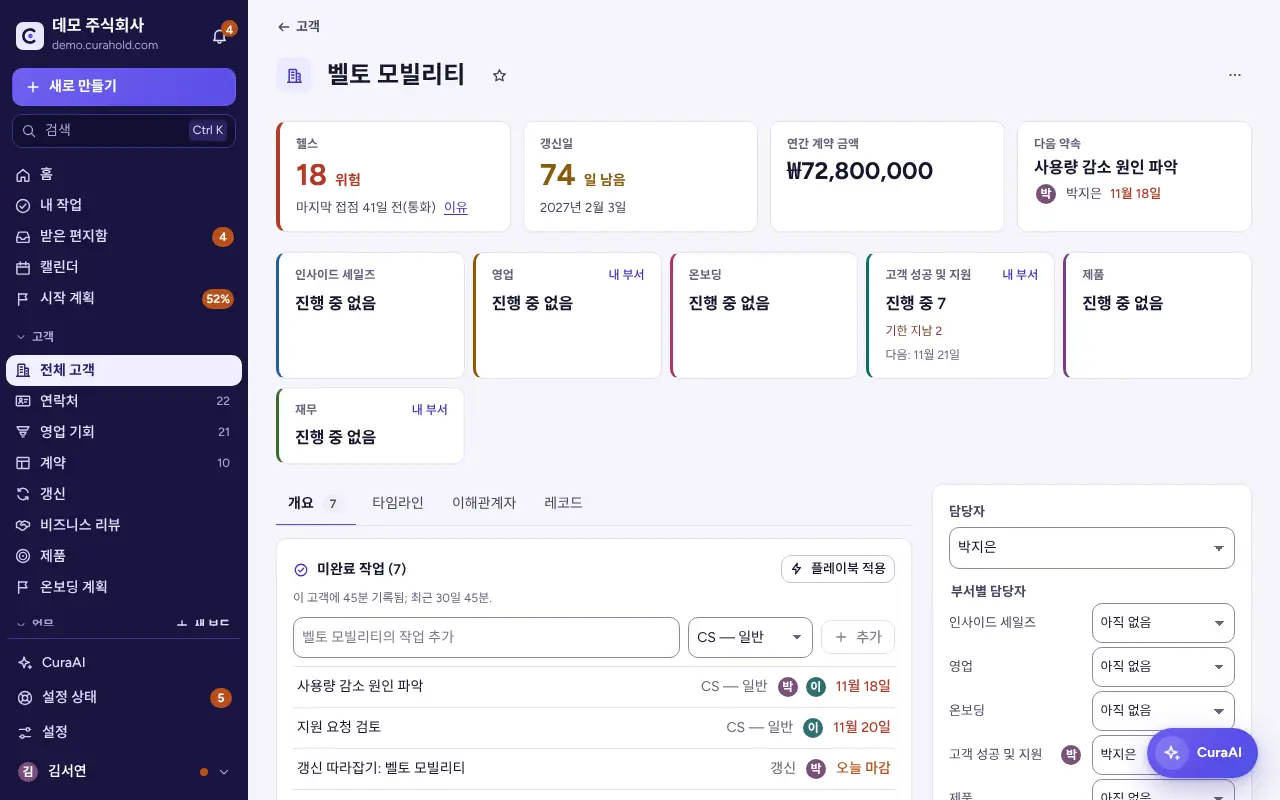 데모 주식회사
demo.curahold.com
4
+ 새로 만들기
검색 Ctrl K
홈
내 작업
받은 편지함 4
캘린더
시작 계획 52%
고객
전체 고객
연락처 22
영업 기회 21
계약 10
갱신
비즈니스 리뷰
제품
온보딩 계획
업무 + 새 보드
CuraAI
설정 상태 5
설정
김 김서연
← 고객
벨토 모빌리티
헬스
18 위험
마지막 접점 41일 전(통화) 이유
갱신일
74 일 남음
2027년 2월 3일
연간 계약 금액
₩72,800,000
다음 약속
사용량 감소 원인 파악
박 박지은 11월 18일
인사이드 세일즈
진행 중 없음
영업 내 부서
진행 중 없음
온보딩
진행 중 없음
고객 성공 및 지원 내 부서
진행 중 7
기한 지남 2
다음: 11월 21일
제품
진행 중 없음
재무 내 부서
진행 중 없음
개요 7 타임라인 이해관계자 레코드
미완료 작업 (7) 플레이북 적용
이 고객에 45분 기록됨; 최근 30일 45분.
벨토 모빌리티의 작업 추가 CS — 일반 + 추가
사용량 감소 원인 파악 CS — 일반 박 이 11월 18일
지원 요청 검토 CS — 일반 이 11월 20일
갱신 따라잡기: 벨토 모빌리티 갱신 박 오늘 마감
담당자
박지은
부서별 담당자
인사이드 세일즈 아직 없음
영업 아직 없음
온보딩 아직 없음
고객 성공 및 지원 박 박지은
제품 아직 없음
CuraAI